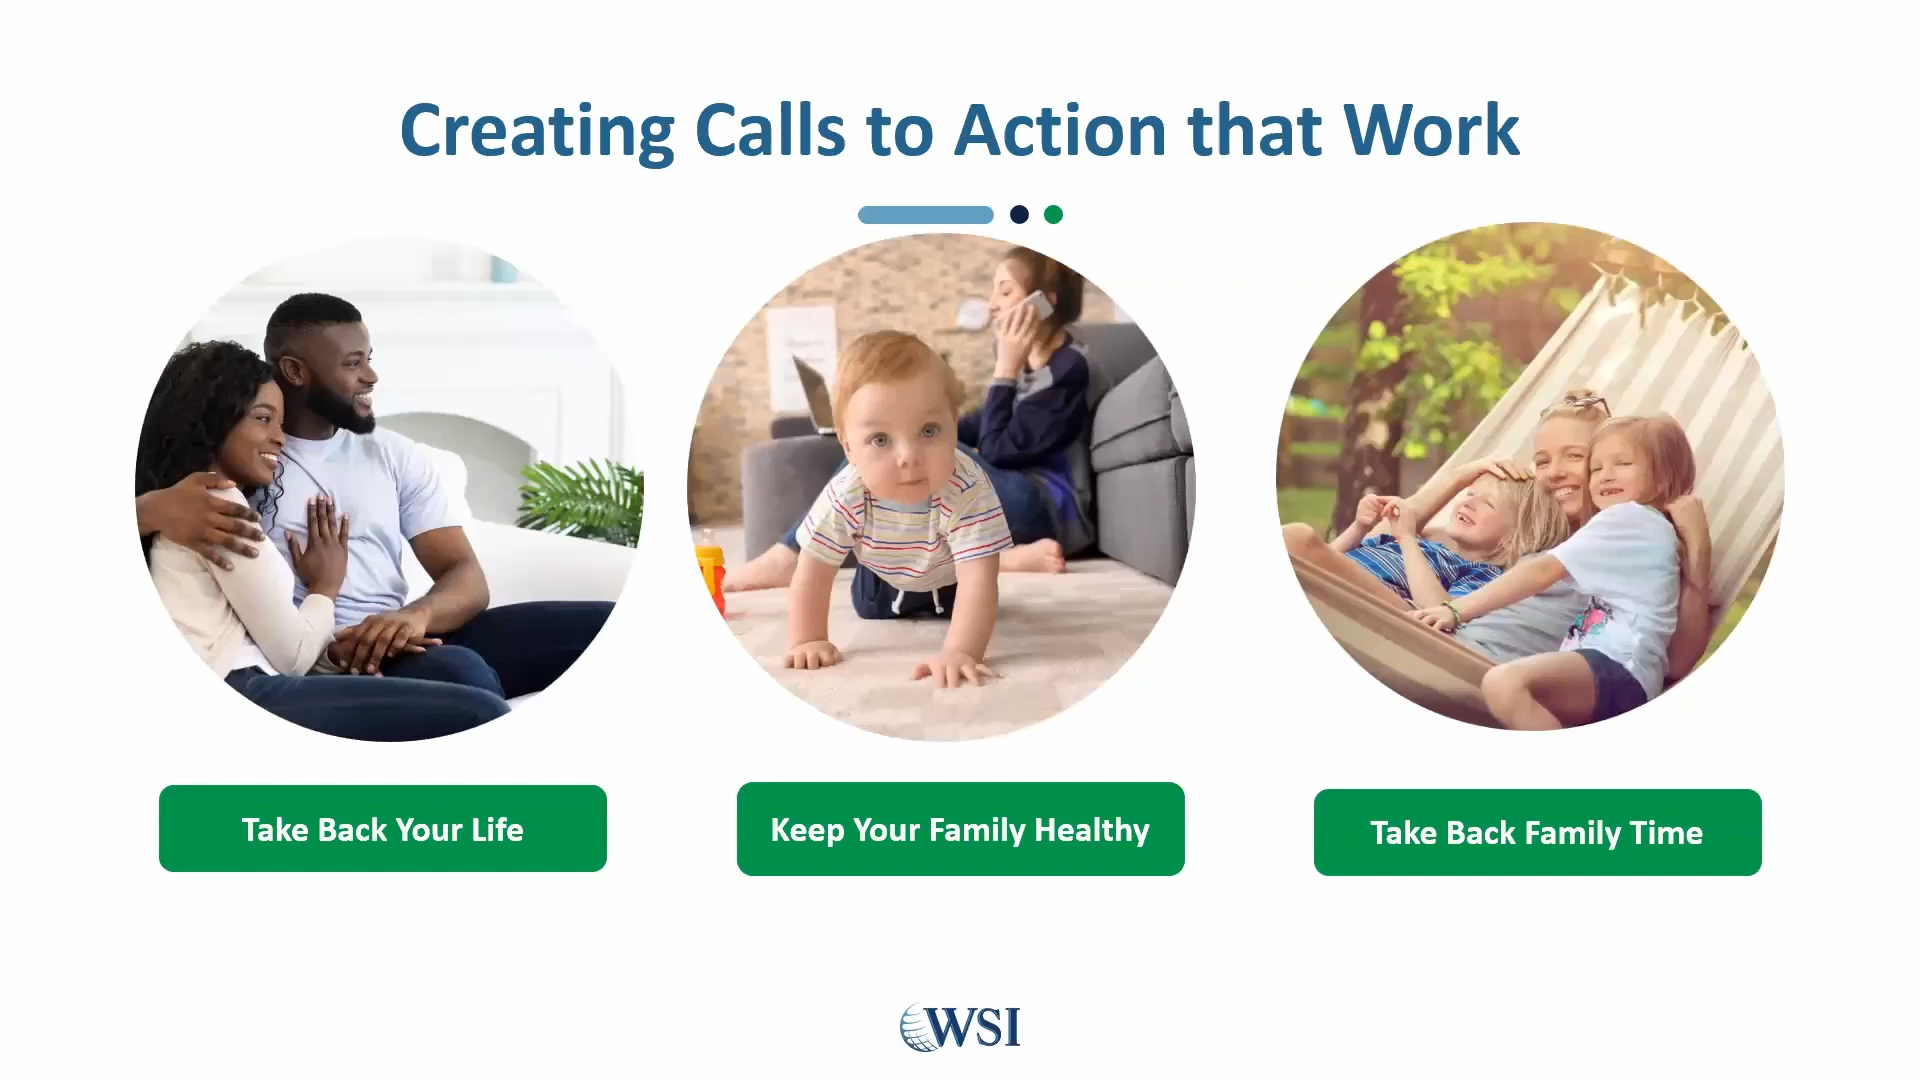 Creating Calls to Action that Work
Take Back Your Life
Keep Your Family Healthy
Take Back Family Time
WSI